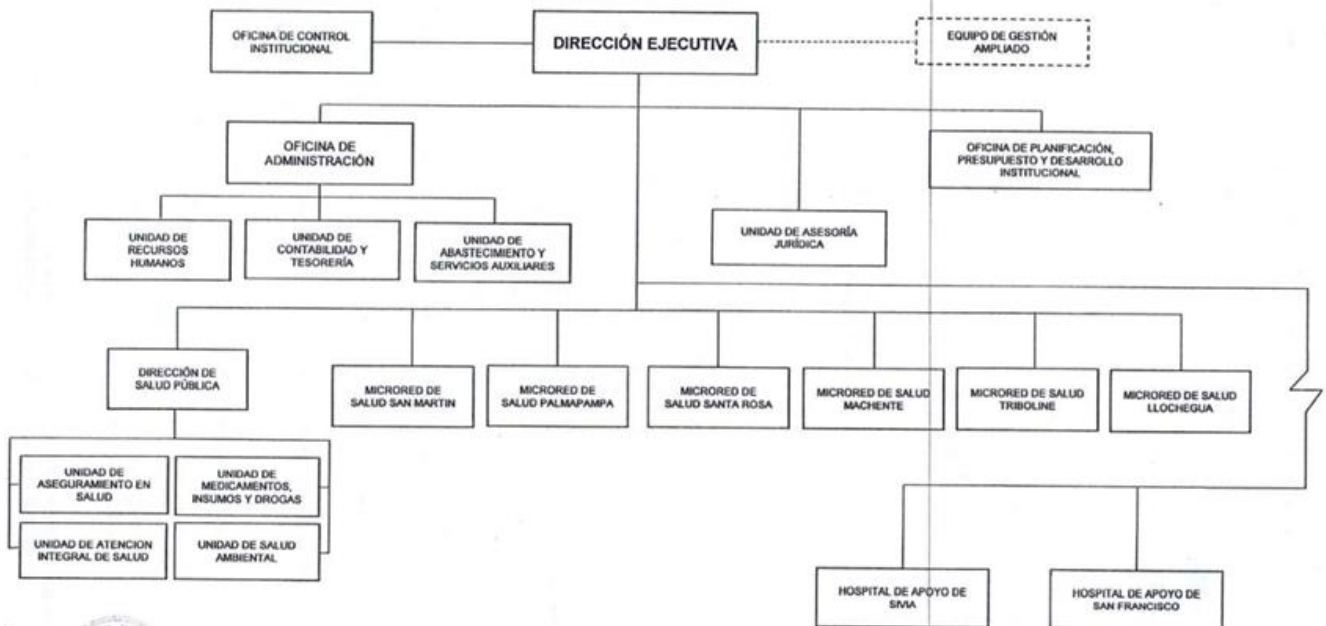 OFICINA DE CONTROL
INSTITUCIONAL
DIRECCIÓN EJECUTIVA
EQUIPO DE GESTIÓN
AMPLIADO
OFICINA DE
ADMINISTRACIÓN
OFICINA DE PLANIFICACIÓN,
PRESUPUESTO Y DESARROLLO
INSTITUCIONAL
UNIDAD DE
RECURSOS
HUMANOS
UNIDAD DE
CONTABILIDAD Y
TESORERÍA
UNIDAD DE
ABASTECIMIENTO Y
SERVICIOS AUXILIARES
UNIDAD DE ASESORÍA
JURÍDICA
DIRECCIÓN DE
SALUD PÚBLICA
MICRORED DE
SALUD SAN MARTIN
MICRORED DE
SALUD PALMAPAMPA
MICRORED DE
SALUD SANTA ROSA
MICRORED DE SALUD
MACHENTE
MICRORED DE SALUD
TRIBOLINE
MICRORED DE SALUD
LLOCHEGUA
UNIDAD DE
ASEGURAMIENTO EN
SALUD
UNIDAD DE
MEDICAMENTOS,
INSUMOS Y DROGAS
UNIDAD DE ATENCION
INTEGRAL DE SALUD
UNIDAD DE SALUD
AMBIENTAL
HOSPITAL DE APOYO DE
SIVIA
HOSPITAL DE APOYO DE
SAN FRANCISCO